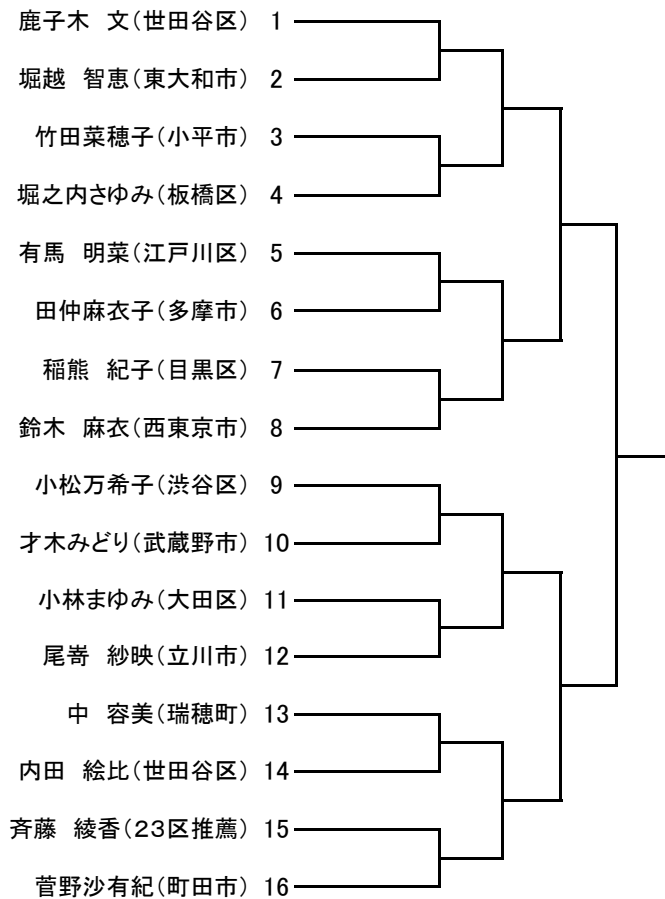 鹿子木　文(世田谷区) 1
堀越　智恵(東大和市) 2
竹田菜穂子(小平市) 3
堀之内さゆみ(板橋区) 4
有馬　明菜(江戸川区) 5
田仲麻衣子(多摩市) 6
稲熊　紀子(目黒区) 7
鈴木　麻衣(西東京市) 8
小松万希子(渋谷区) 9
才木みどり(武蔵野市) 10
小林まゆみ(大田区) 11
尾嵜　紗映(立川市) 12
中　容美(瑞穂町) 13
内田　絵比(世田谷区) 14
斉藤　綾香(23区推薦) 15
菅野沙有紀(町田市) 16